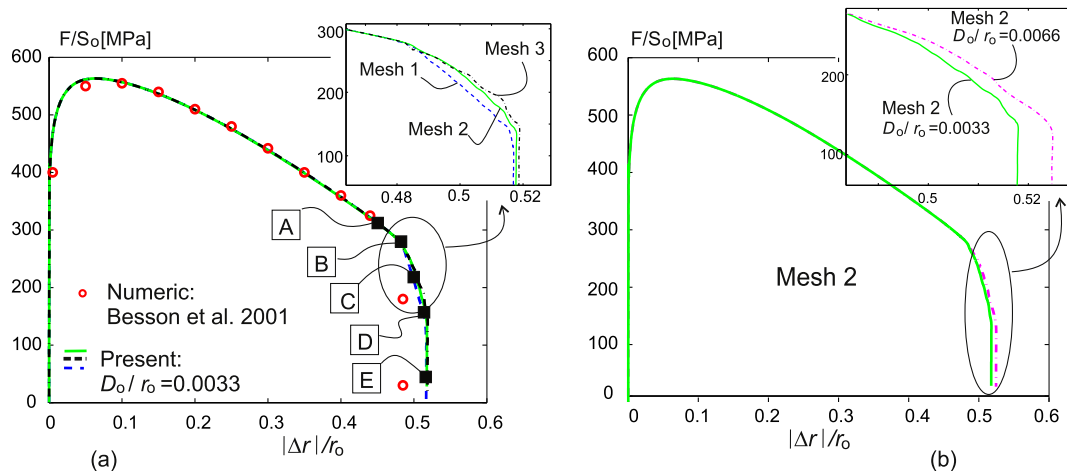 F/So[MPa]
600
500
400
300
200
100
0
0
0.1
0.2
0.3
0.4
0.5
0.6
|Δr|/ro
(a)
A
B
C
D
E
Numeric:
Besson et al. 2001
Present:
Do/ro=0.0033
300
200
100
0.48
0.5
0.52
Mesh 1
Mesh 2
Mesh 3
F/So[MPa]
600
500
400
300
200
100
0
0
0.1
0.2
0.3
0.4
0.5
0.6
|Δr|/ro
(b)
Mesh 2
200
100
0.5
0.52
Mesh 2
Do/ro=0.0066
Mesh 2
Do/ro=0.0033